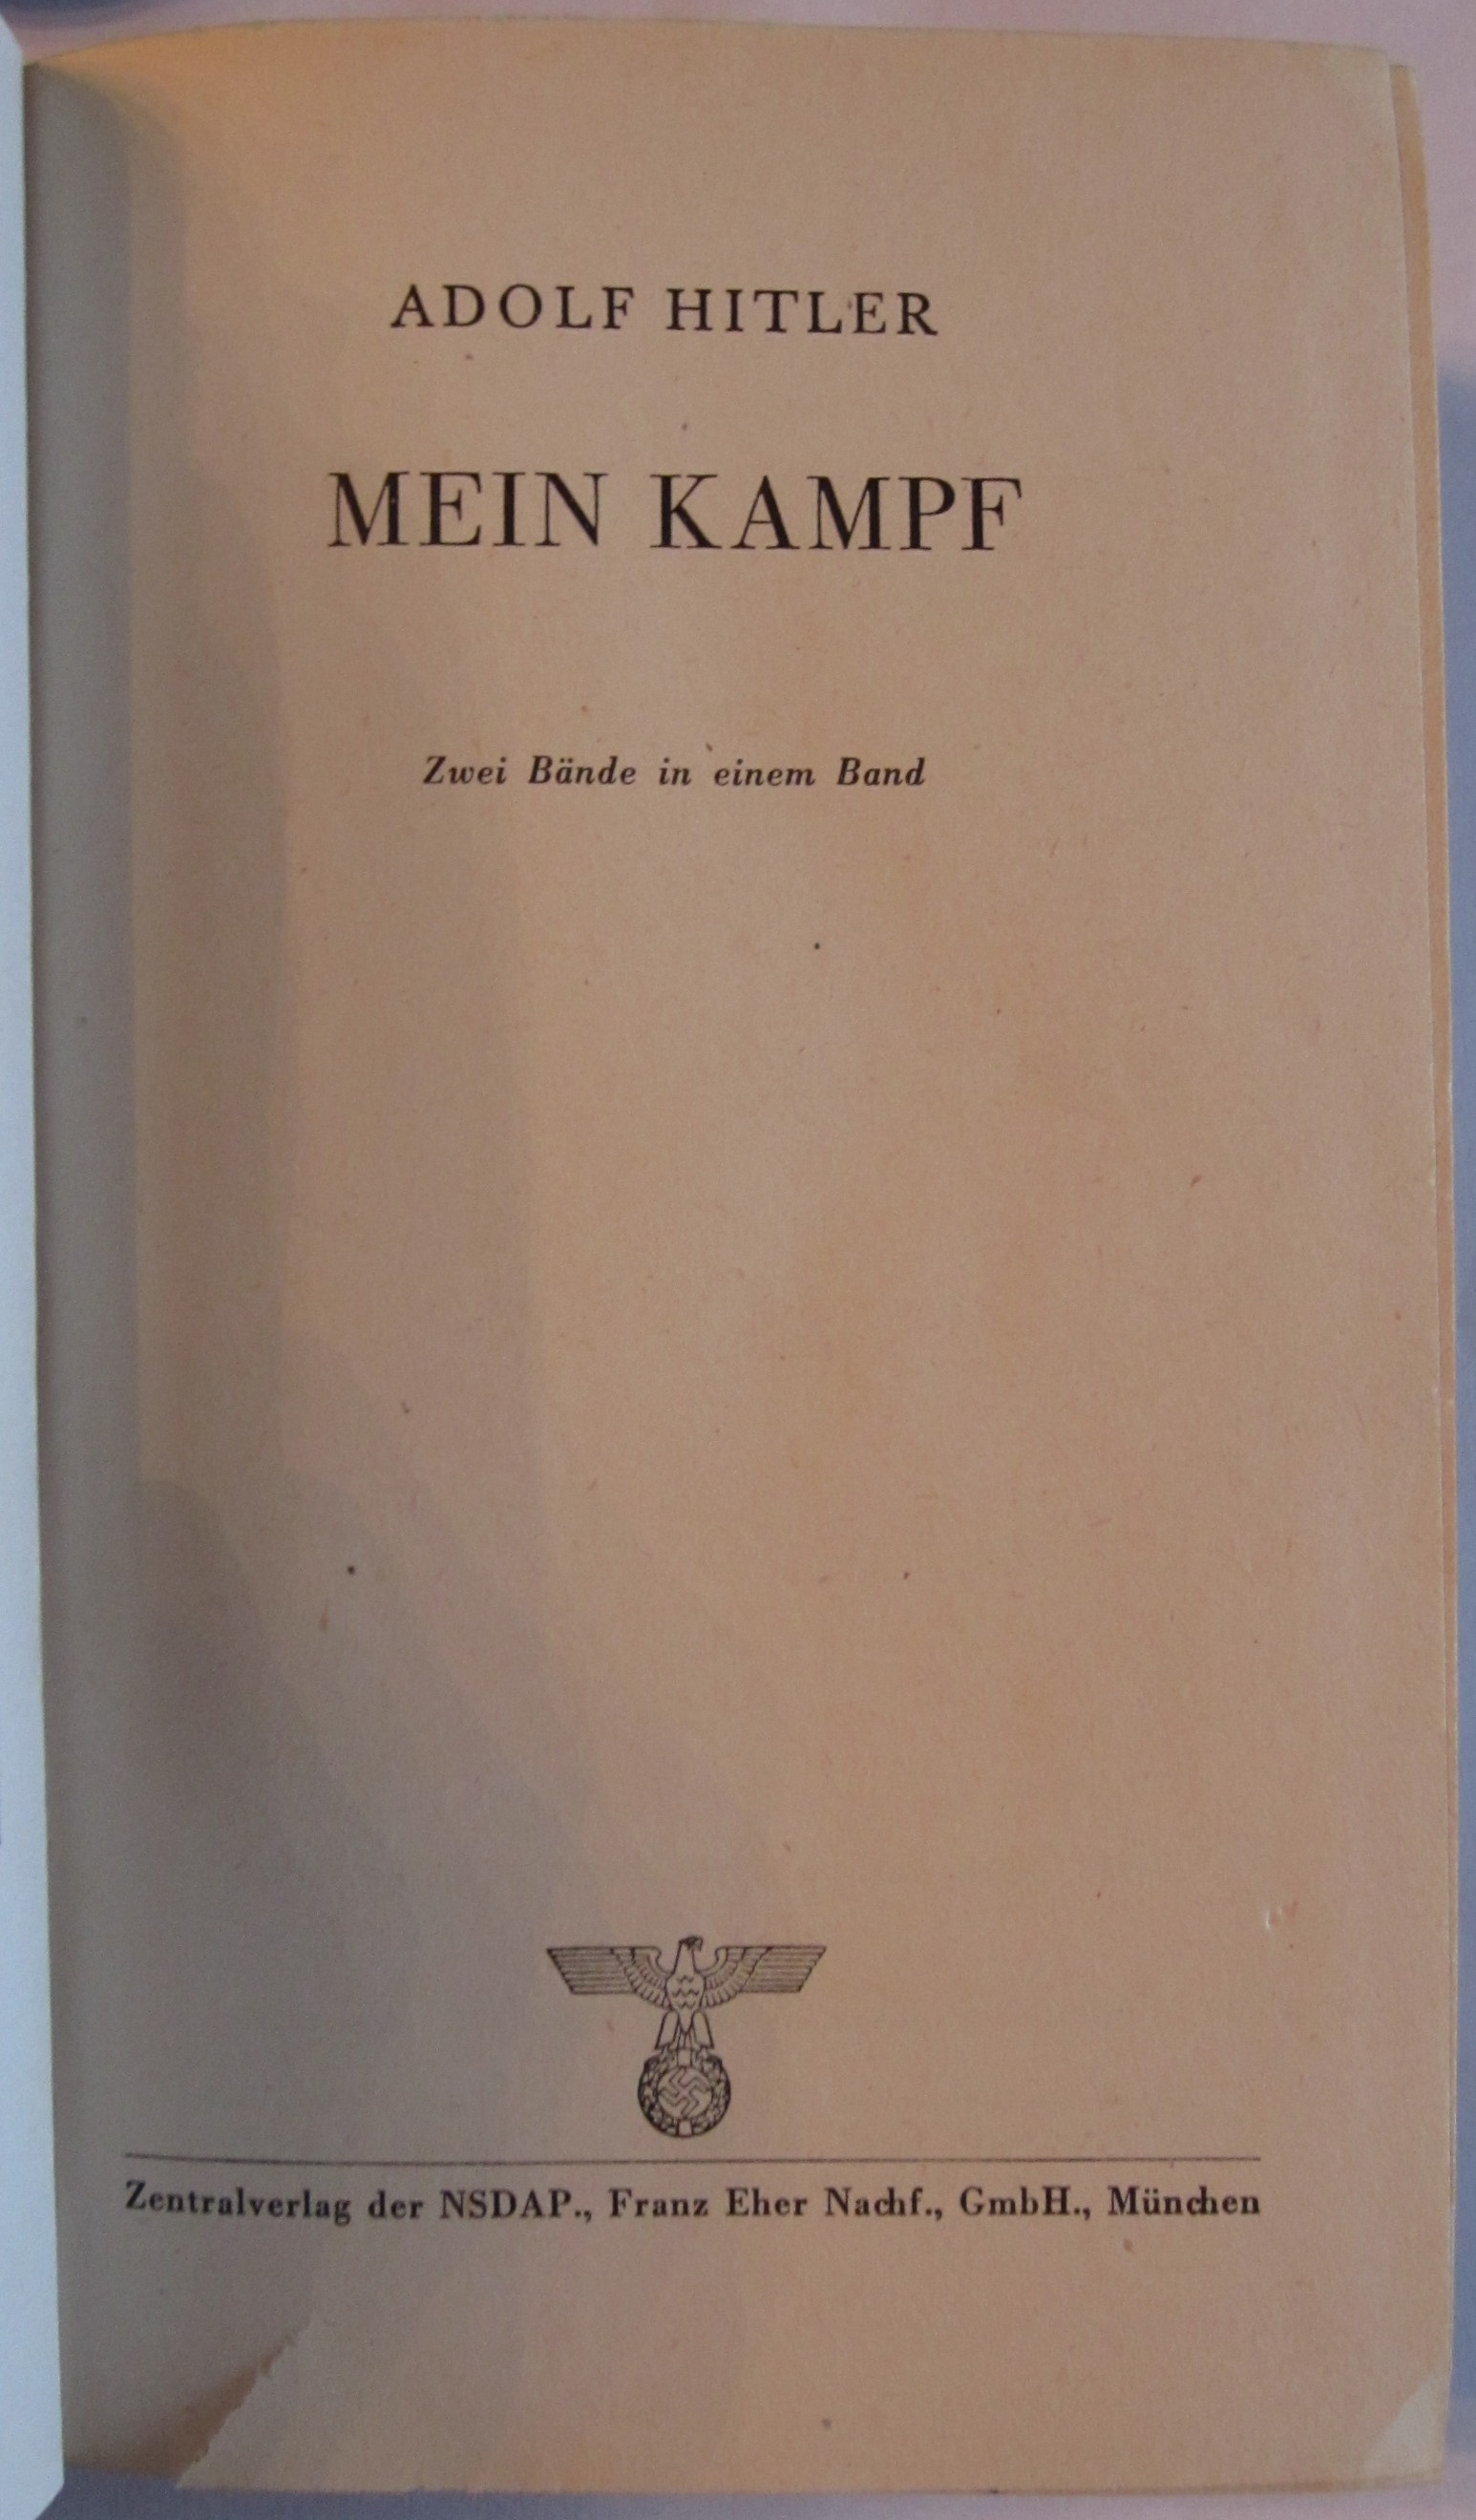 ADOLF HITLER
MEIN KAMPF
Zwei Bände in einem Band
Zentralverlag der NSDAP., Franz Eher Nachf., GmbH., München